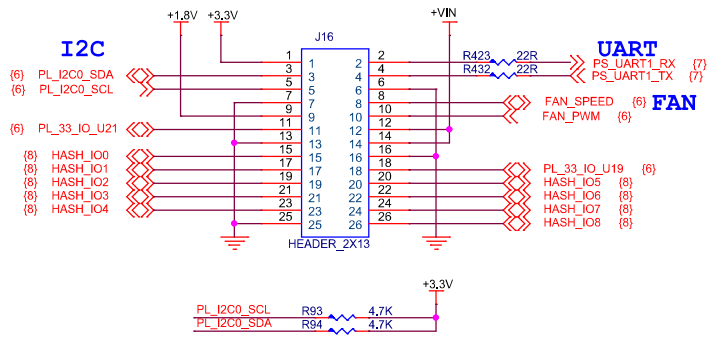 +1.8V +3.3V +VIN
J16
I2C UART
1 1 2 2 R423 22R PS_UART1_RX {7}
{6} PL_I2C0_SDA 3 3 4 4 R432 22R PS_UART1_TX {7}
{6} PL_I2C0_SCL 5 5 6 6
7 7 8 8 FAN_SPEED {6} FAN
9 9 10 10 FAN_PWM {6}
{6} PL_33_IO_U21 11 11 12 12
13 13 14 14
{8} HASH_IO0 15 15 16 16
{8} HASH_IO1 17 17 18 18 PL_33_IO_U19 {6}
{8} HASH_IO2 19 19 20 20 HASH_IO5 {8}
{8} HASH_IO3 21 21 22 22 HASH_IO6 {8}
{8} HASH_IO4 23 23 24 24 HASH_IO7 {8}
25 25 26 26 HASH_IO8 {8}
HEADER_2X13
+3.3V
PL_I2C0_SCL R93 4.7K
PL_I2C0_SDA R94 4.7K